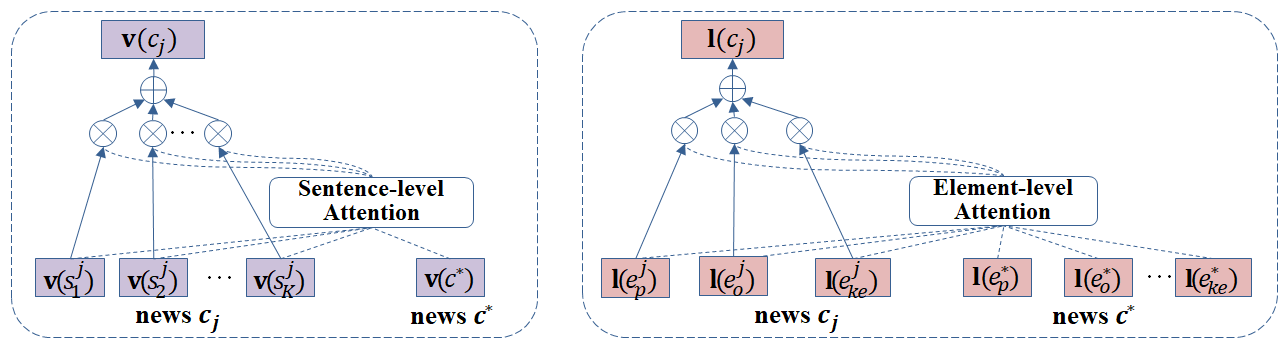 v(c_j)
⋯
Sentence-level
Attention
v(s_1^j) v(s_2^j) ⋯ v(s_K^j) v(c*)
news c_j news c*
l(c_j)
Element-level
Attention
l(e_p^j) l(e_o^j) l(e_ke^j) l(e_p^*) l(e_o^*) ⋯ l(e_ke^*)
news c_j news c*